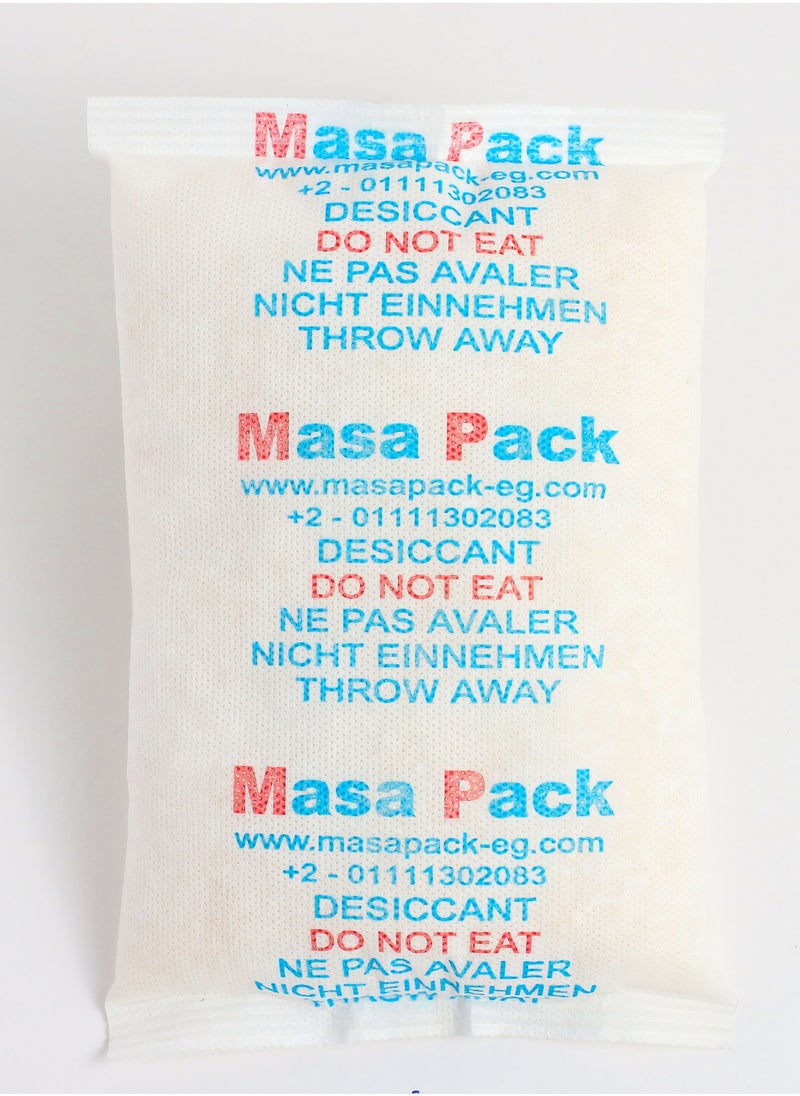 Masa Pack
www.masapack-eg.com
+2 - 01111302083
DESICCANT
DO NOT EAT
NE PAS AVALER
NICHT EINNEHMEN
THROW AWAY
Masa Pack
www.masapack-eg.com
+2 - 01111302083
DESICCANT
DO NOT EAT
NE PAS AVALER
NICHT EINNEHMEN
THROW AWAY
Masa Pack
www.masapack-eg.com
+2 - 01111302083
DESICCANT
DO NOT EAT
NE PAS AVALER
NICHT EINNEHMEN
THROW AWAY